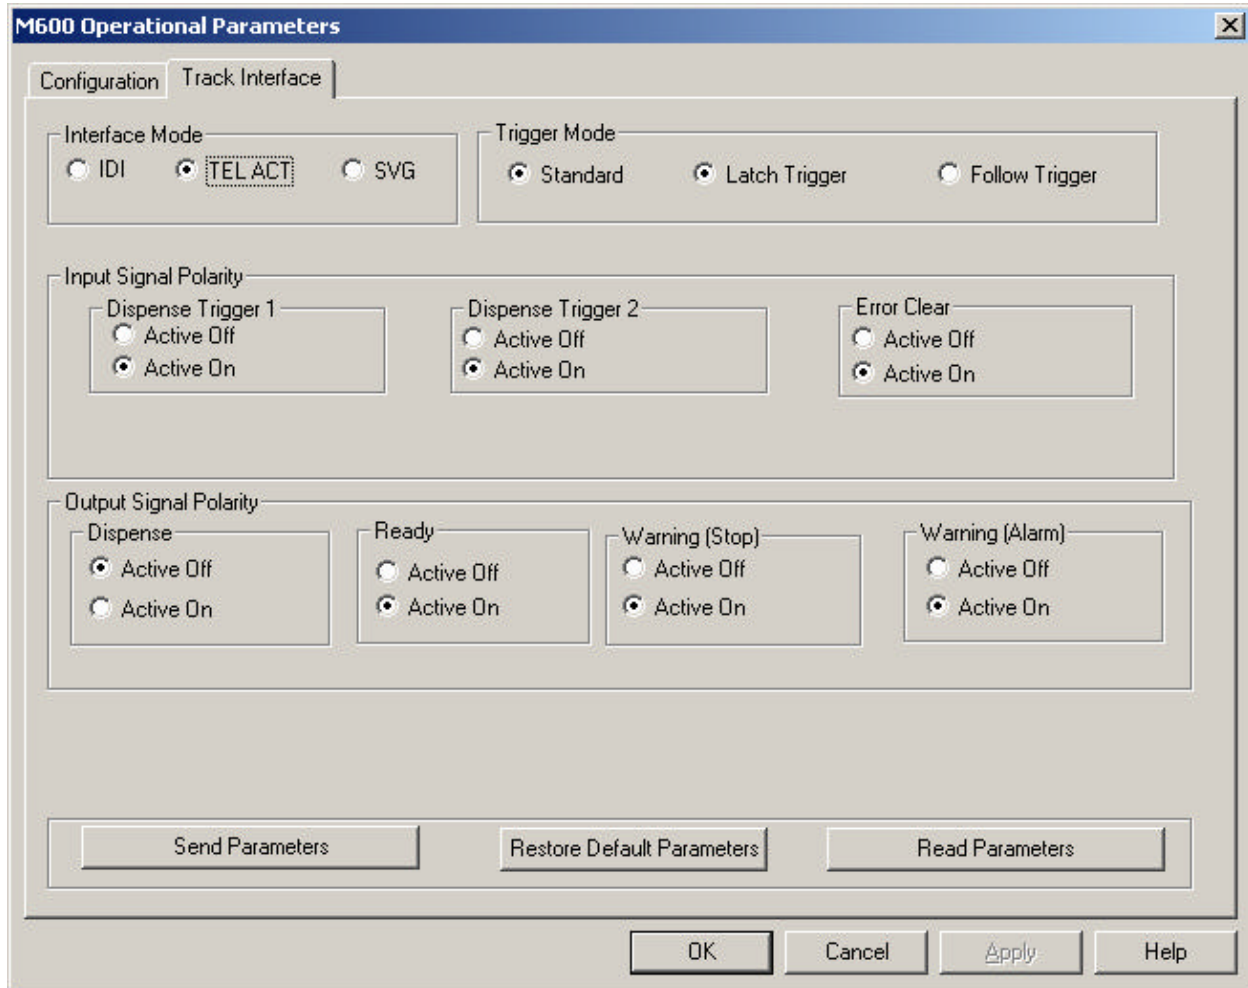 M600 Operational Parameters
Configuration Track Interface
Interface Mode Trigger Mode
IDI TEL ACT SVG Standard Latch Trigger Follow Trigger
Input Signal Polarity
Dispense Trigger 1 Dispense Trigger 2 Error Clear
Active Off Active Off Active Off
Active On Active On Active On
Output Signal Polarity
Dispense Ready Warning (Stop) Warning (Alarm)
Active Off Active Off Active Off Active Off
Active On Active On Active On Active On
Send Parameters Restore Default Parameters Read Parameters
OK Cancel Apply Help